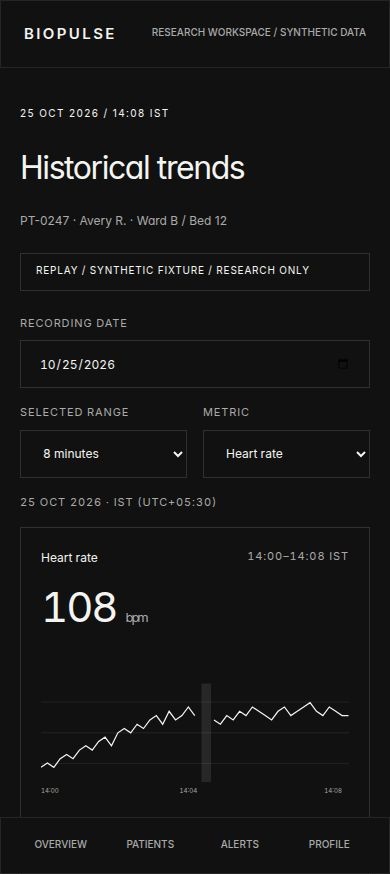 BIOPULSE
RESEARCH WORKSPACE / SYNTHETIC DATA
25 OCT 2026 / 14:08 IST
Historical trends
PT-0247 · Avery R. · Ward B / Bed 12
REPLAY / SYNTHETIC FIXTURE / RESEARCH ONLY
RECORDING DATE
10/25/2026
SELECTED RANGE
METRIC
8 minutes
Heart rate
25 OCT 2026 · IST (UTC+05:30)
Heart rate
14:00–14:08 IST
108 bpm
14:00
14:04
14:08
OVERVIEW
PATIENTS
ALERTS
PROFILE